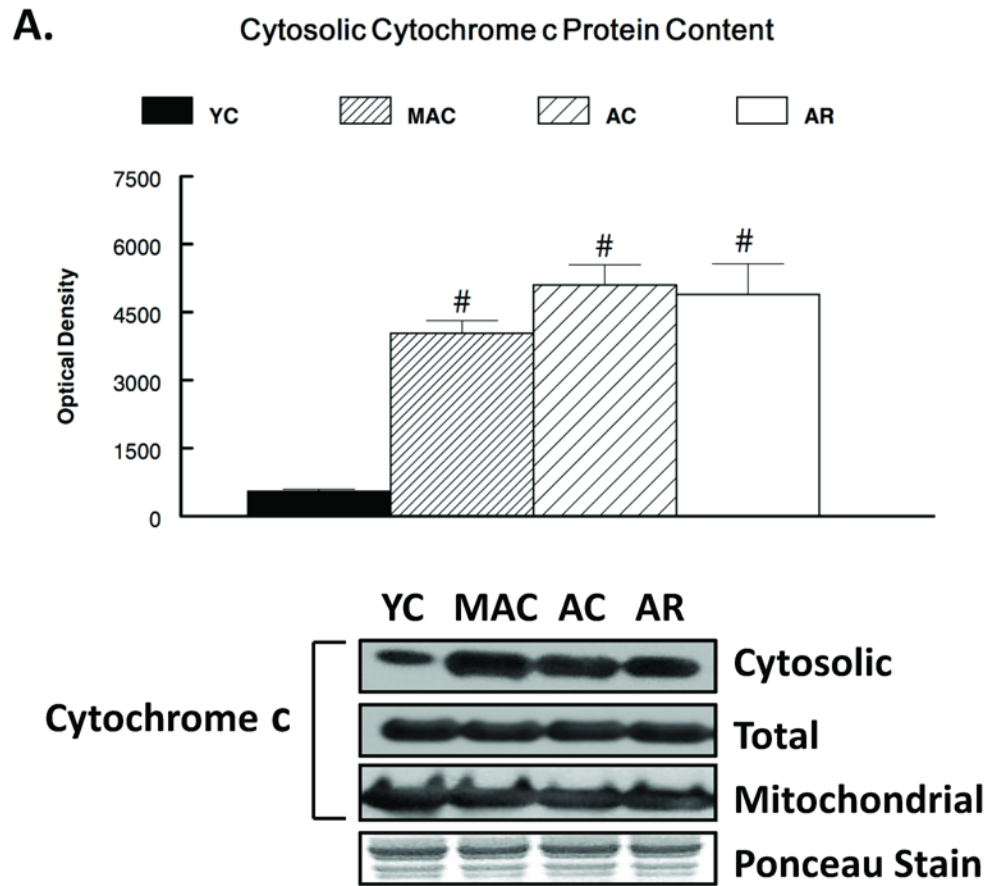 A.
Cytosolic Cytochrome c Protein Content
YC MAC AC AR
7500
6000
4500
3000
1500
0
Optical Density
# # #
YC MAC AC AR
Cytochrome c
Cytosolic
Total
Mitochondrial
Ponceau Stain